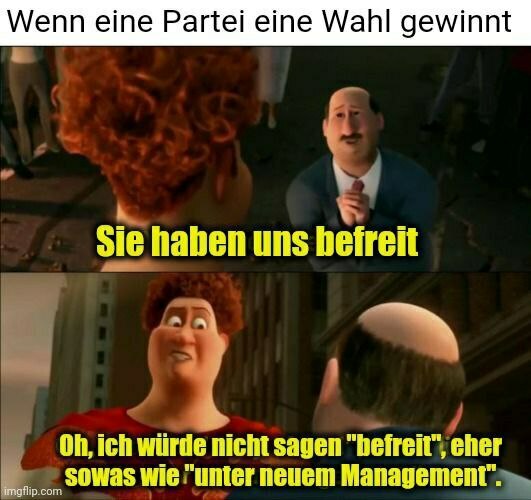 Wenn eine Partei eine Wahl gewinnt
Sie haben uns befreit
Oh, ich würde nicht sagen "befreit", eher
sowas wie "unter neuem Management".
imgflip.com